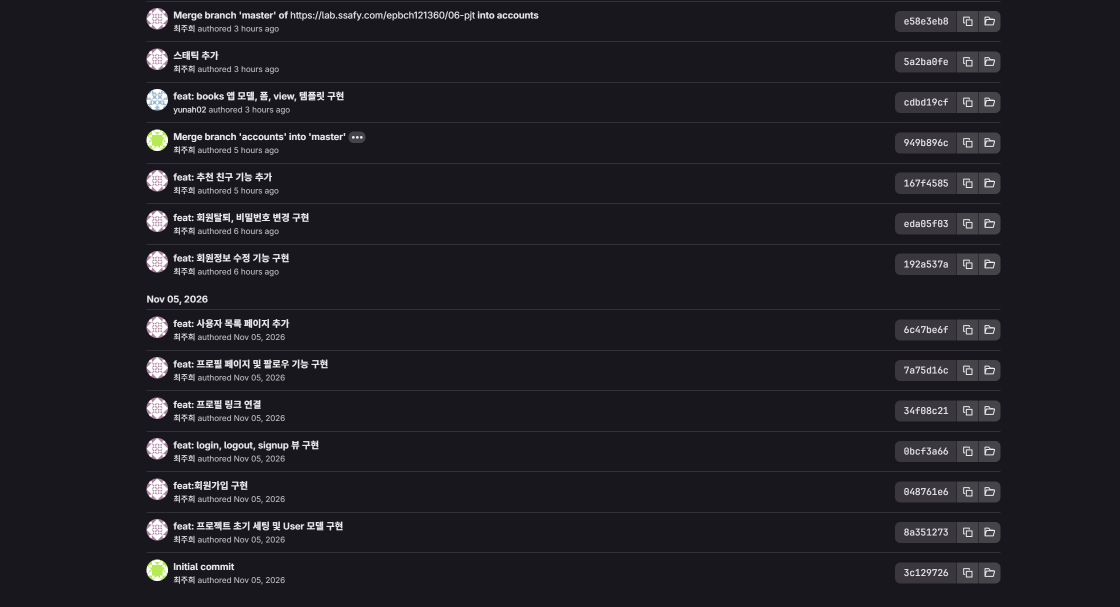 Merge branch 'master' of https://lab.ssafy.com/epbch121360/06-pjt into accounts
최주희 authored 3 hours ago
e58e3eb8
스태틱 추가
최주희 authored 3 hours ago
5a2ba0fe
feat: books 앱 모델, 폼, view, 템플릿 구현
yunah02 authored 3 hours ago
cdbd19cf
Merge branch 'accounts' into 'master'
최주희 authored 5 hours ago
949b896c
feat: 추천 친구 기능 추가
최주희 authored 5 hours ago
167f4585
feat: 회원탈퇴, 비밀번호 변경 구현
최주희 authored 6 hours ago
eda05f03
feat: 회원정보 수정 기능 구현
최주희 authored 6 hours ago
192a537a
Nov 05, 2026
feat: 사용자 목록 페이지 추가
최주희 authored Nov 05, 2026
6c47be6f
feat: 프로필 페이지 및 팔로우 기능 구현
최주희 authored Nov 05, 2026
7a75d16c
feat: 프로필 링크 연결
최주희 authored Nov 05, 2026
34f08c21
feat: login, logout, signup 뷰 구현
최주희 authored Nov 05, 2026
0bcf3a66
feat:회원가입 구현
최주희 authored Nov 05, 2026
048761e6
feat: 프로젝트 초기 세팅 및 User 모델 구현
최주희 authored Nov 05, 2026
8a351273
Initial commit
최주희 authored Nov 05, 2026
3c129726